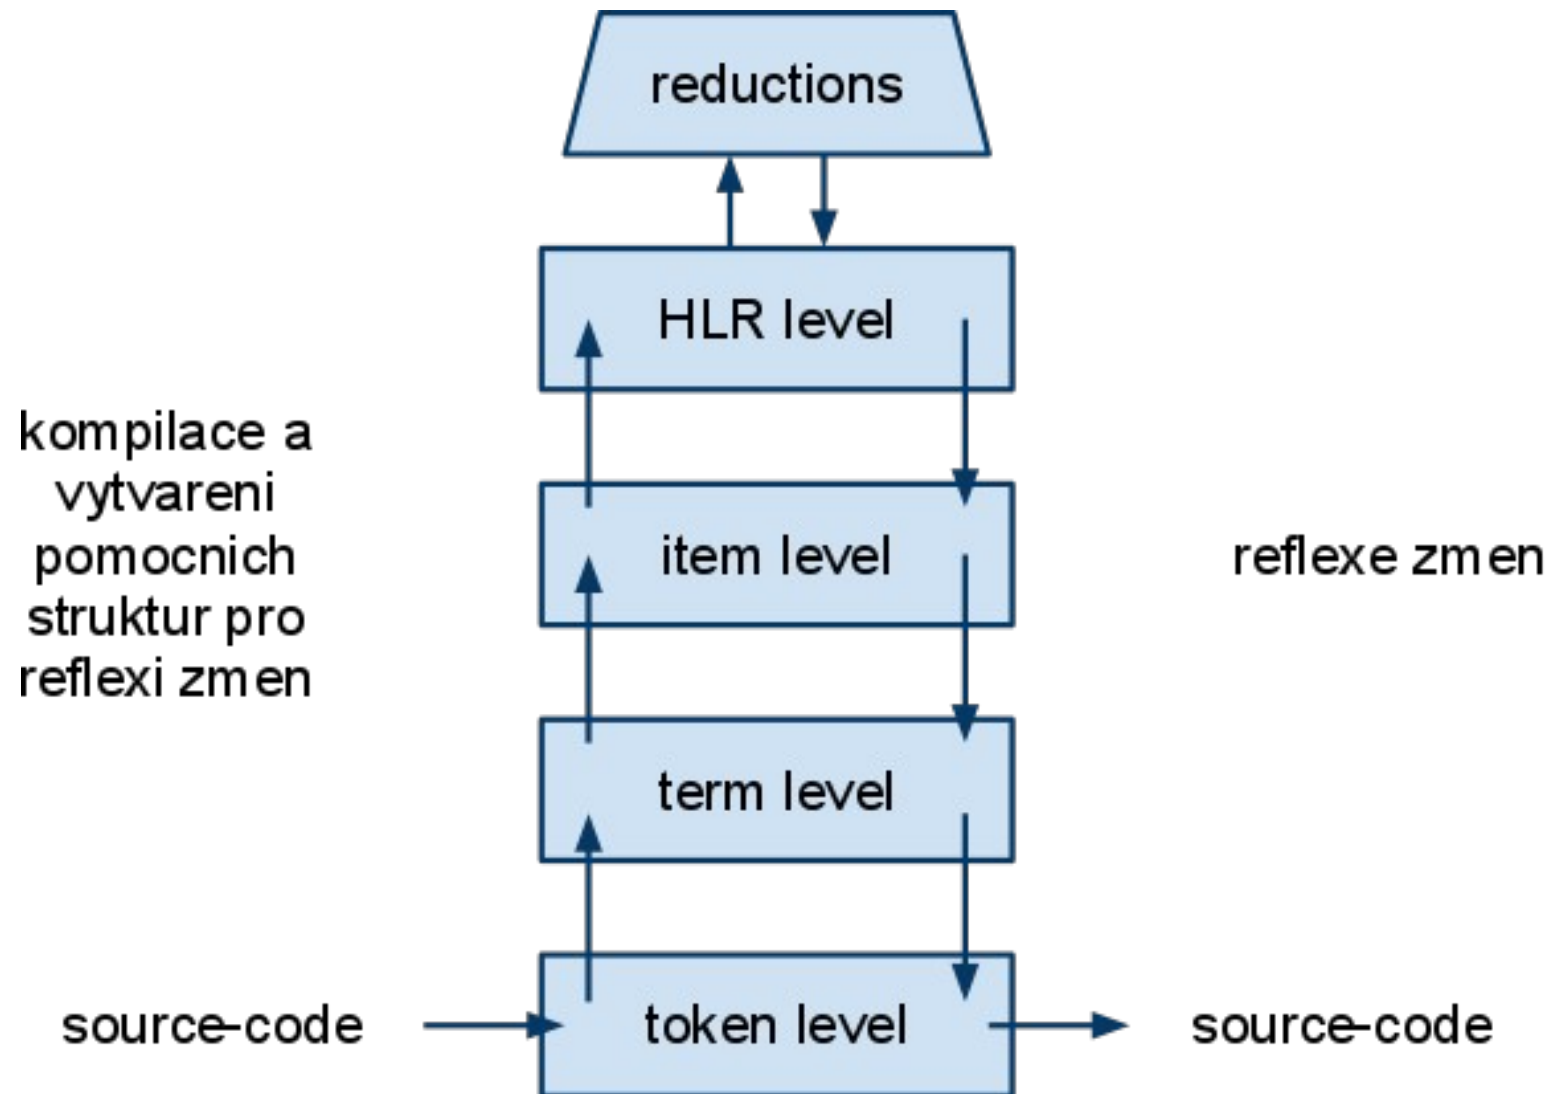 reductions
HLR level
kompilace a
vytvareni
pomocnich
struktur pro
reflexi zmen
item level
reflexe zmen
term level
source-code
token level
source-code